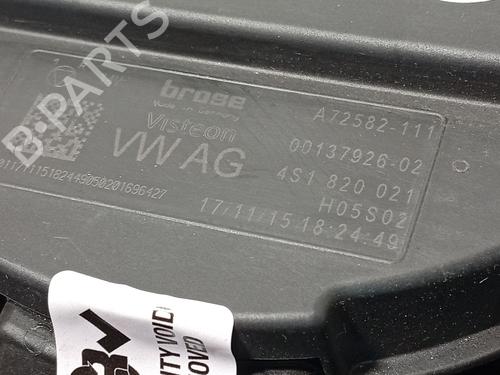 B-PARTS
brose
Made in Germany
Visteon
VW AG
A72582-111
00137926-02
4S1 820 021
H05S02
17/11/15 18:24:49